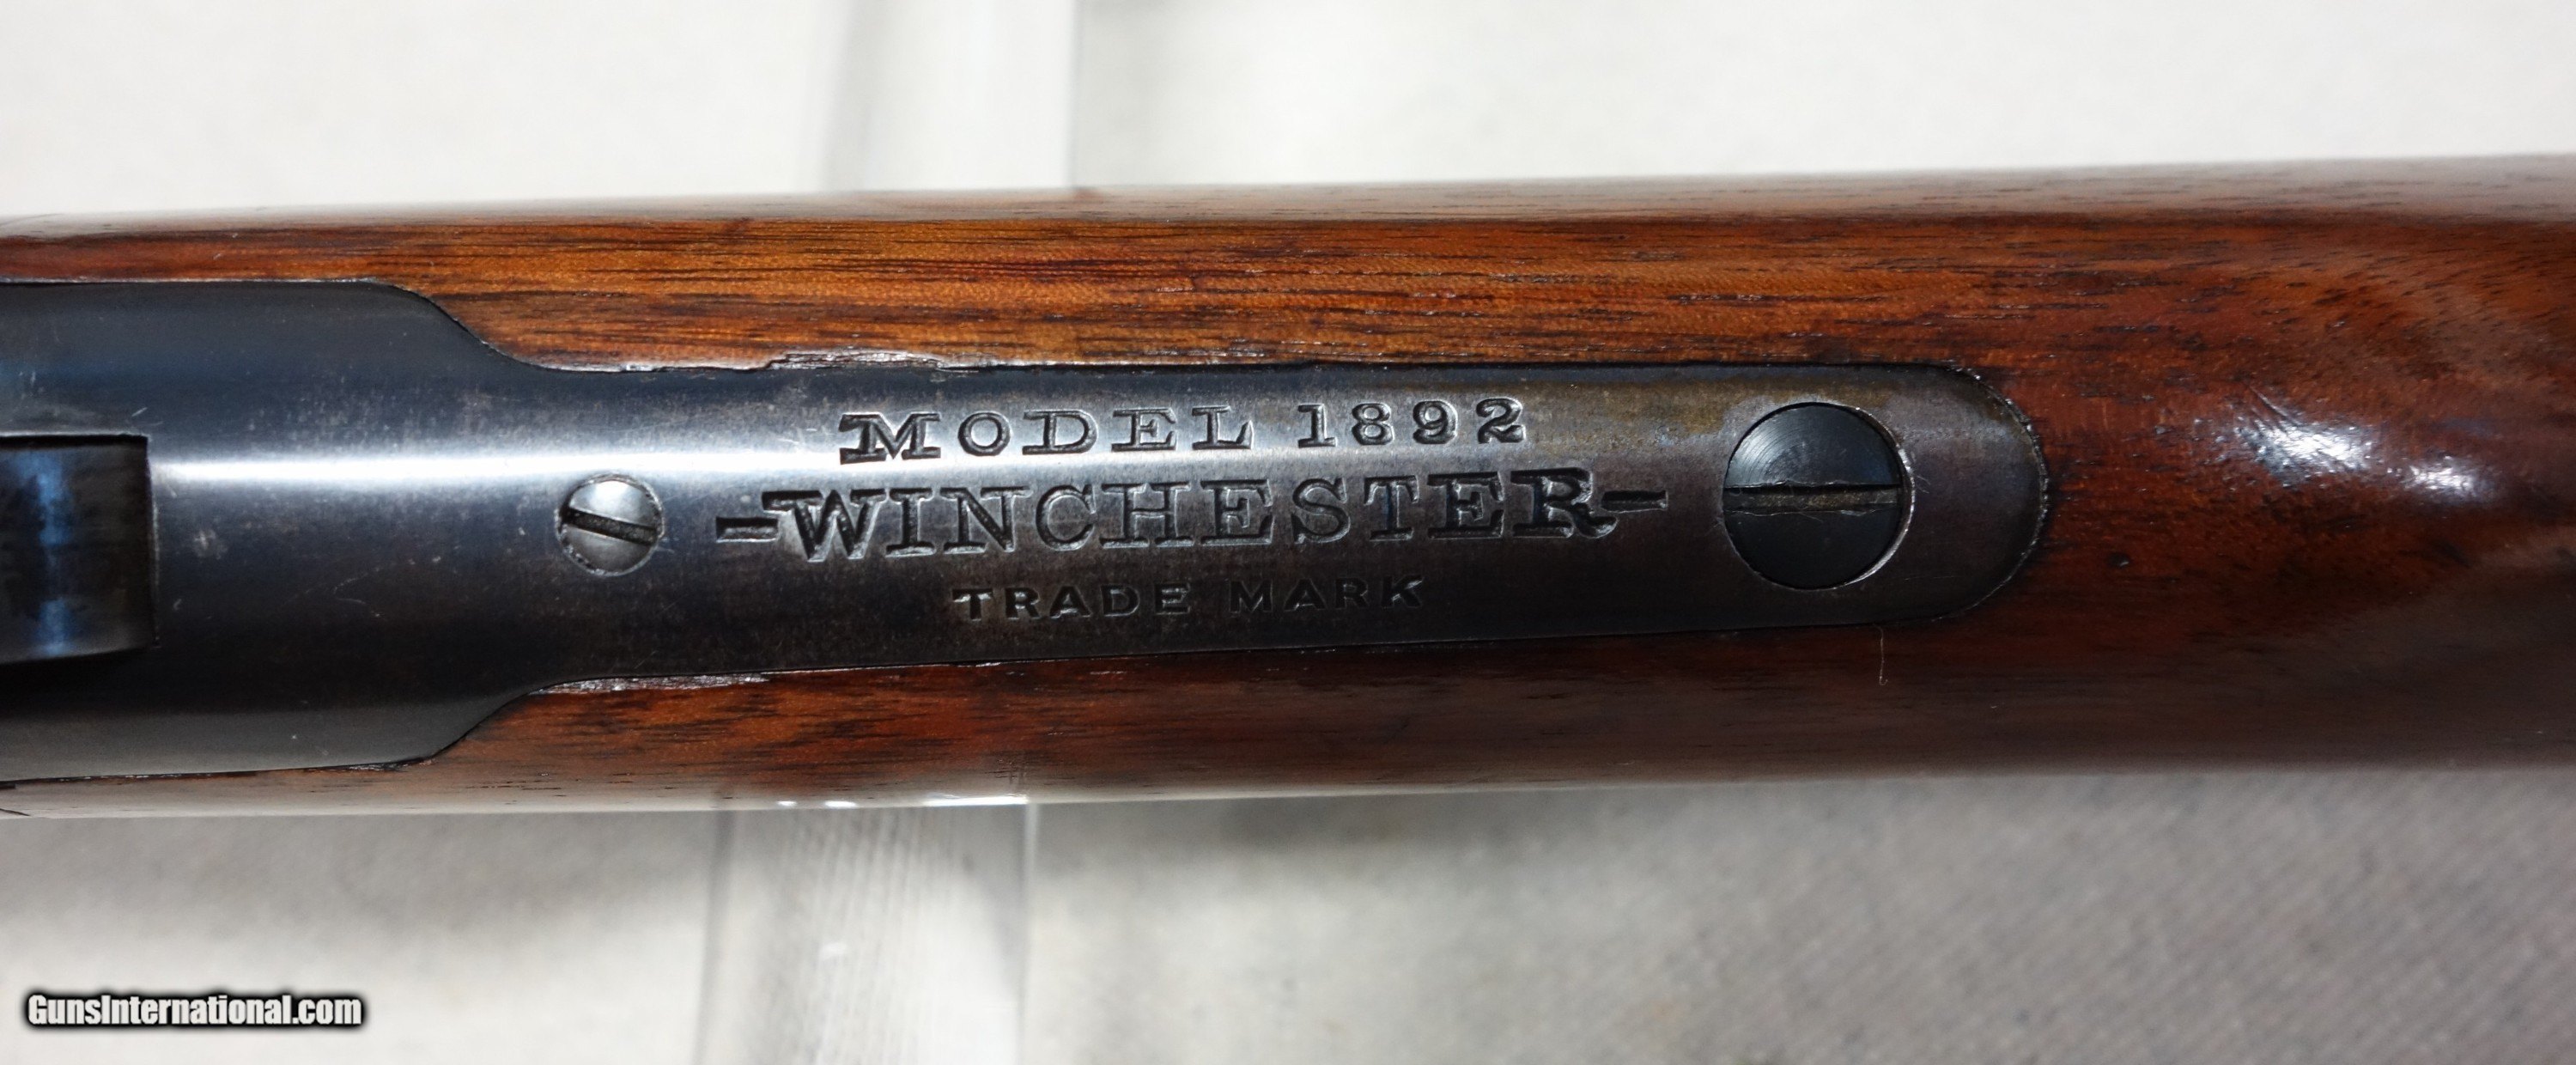 MODEL 1892
-WINCHESTER-
TRADE MARK
GunsInternational.com